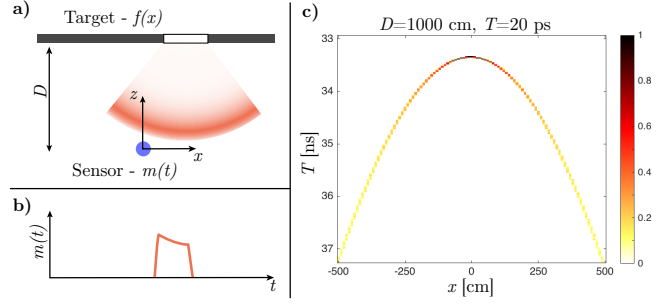 a)
Target - f(x)
D
z
x
Sensor - m(t)
b)
m(t)
t
c)
D=1000 cm, T=20 ps
T [ns]
33
34
35
36
37
-500
-250
0
250
500
x [cm]
1
0.8
0.6
0.4
0.2
0